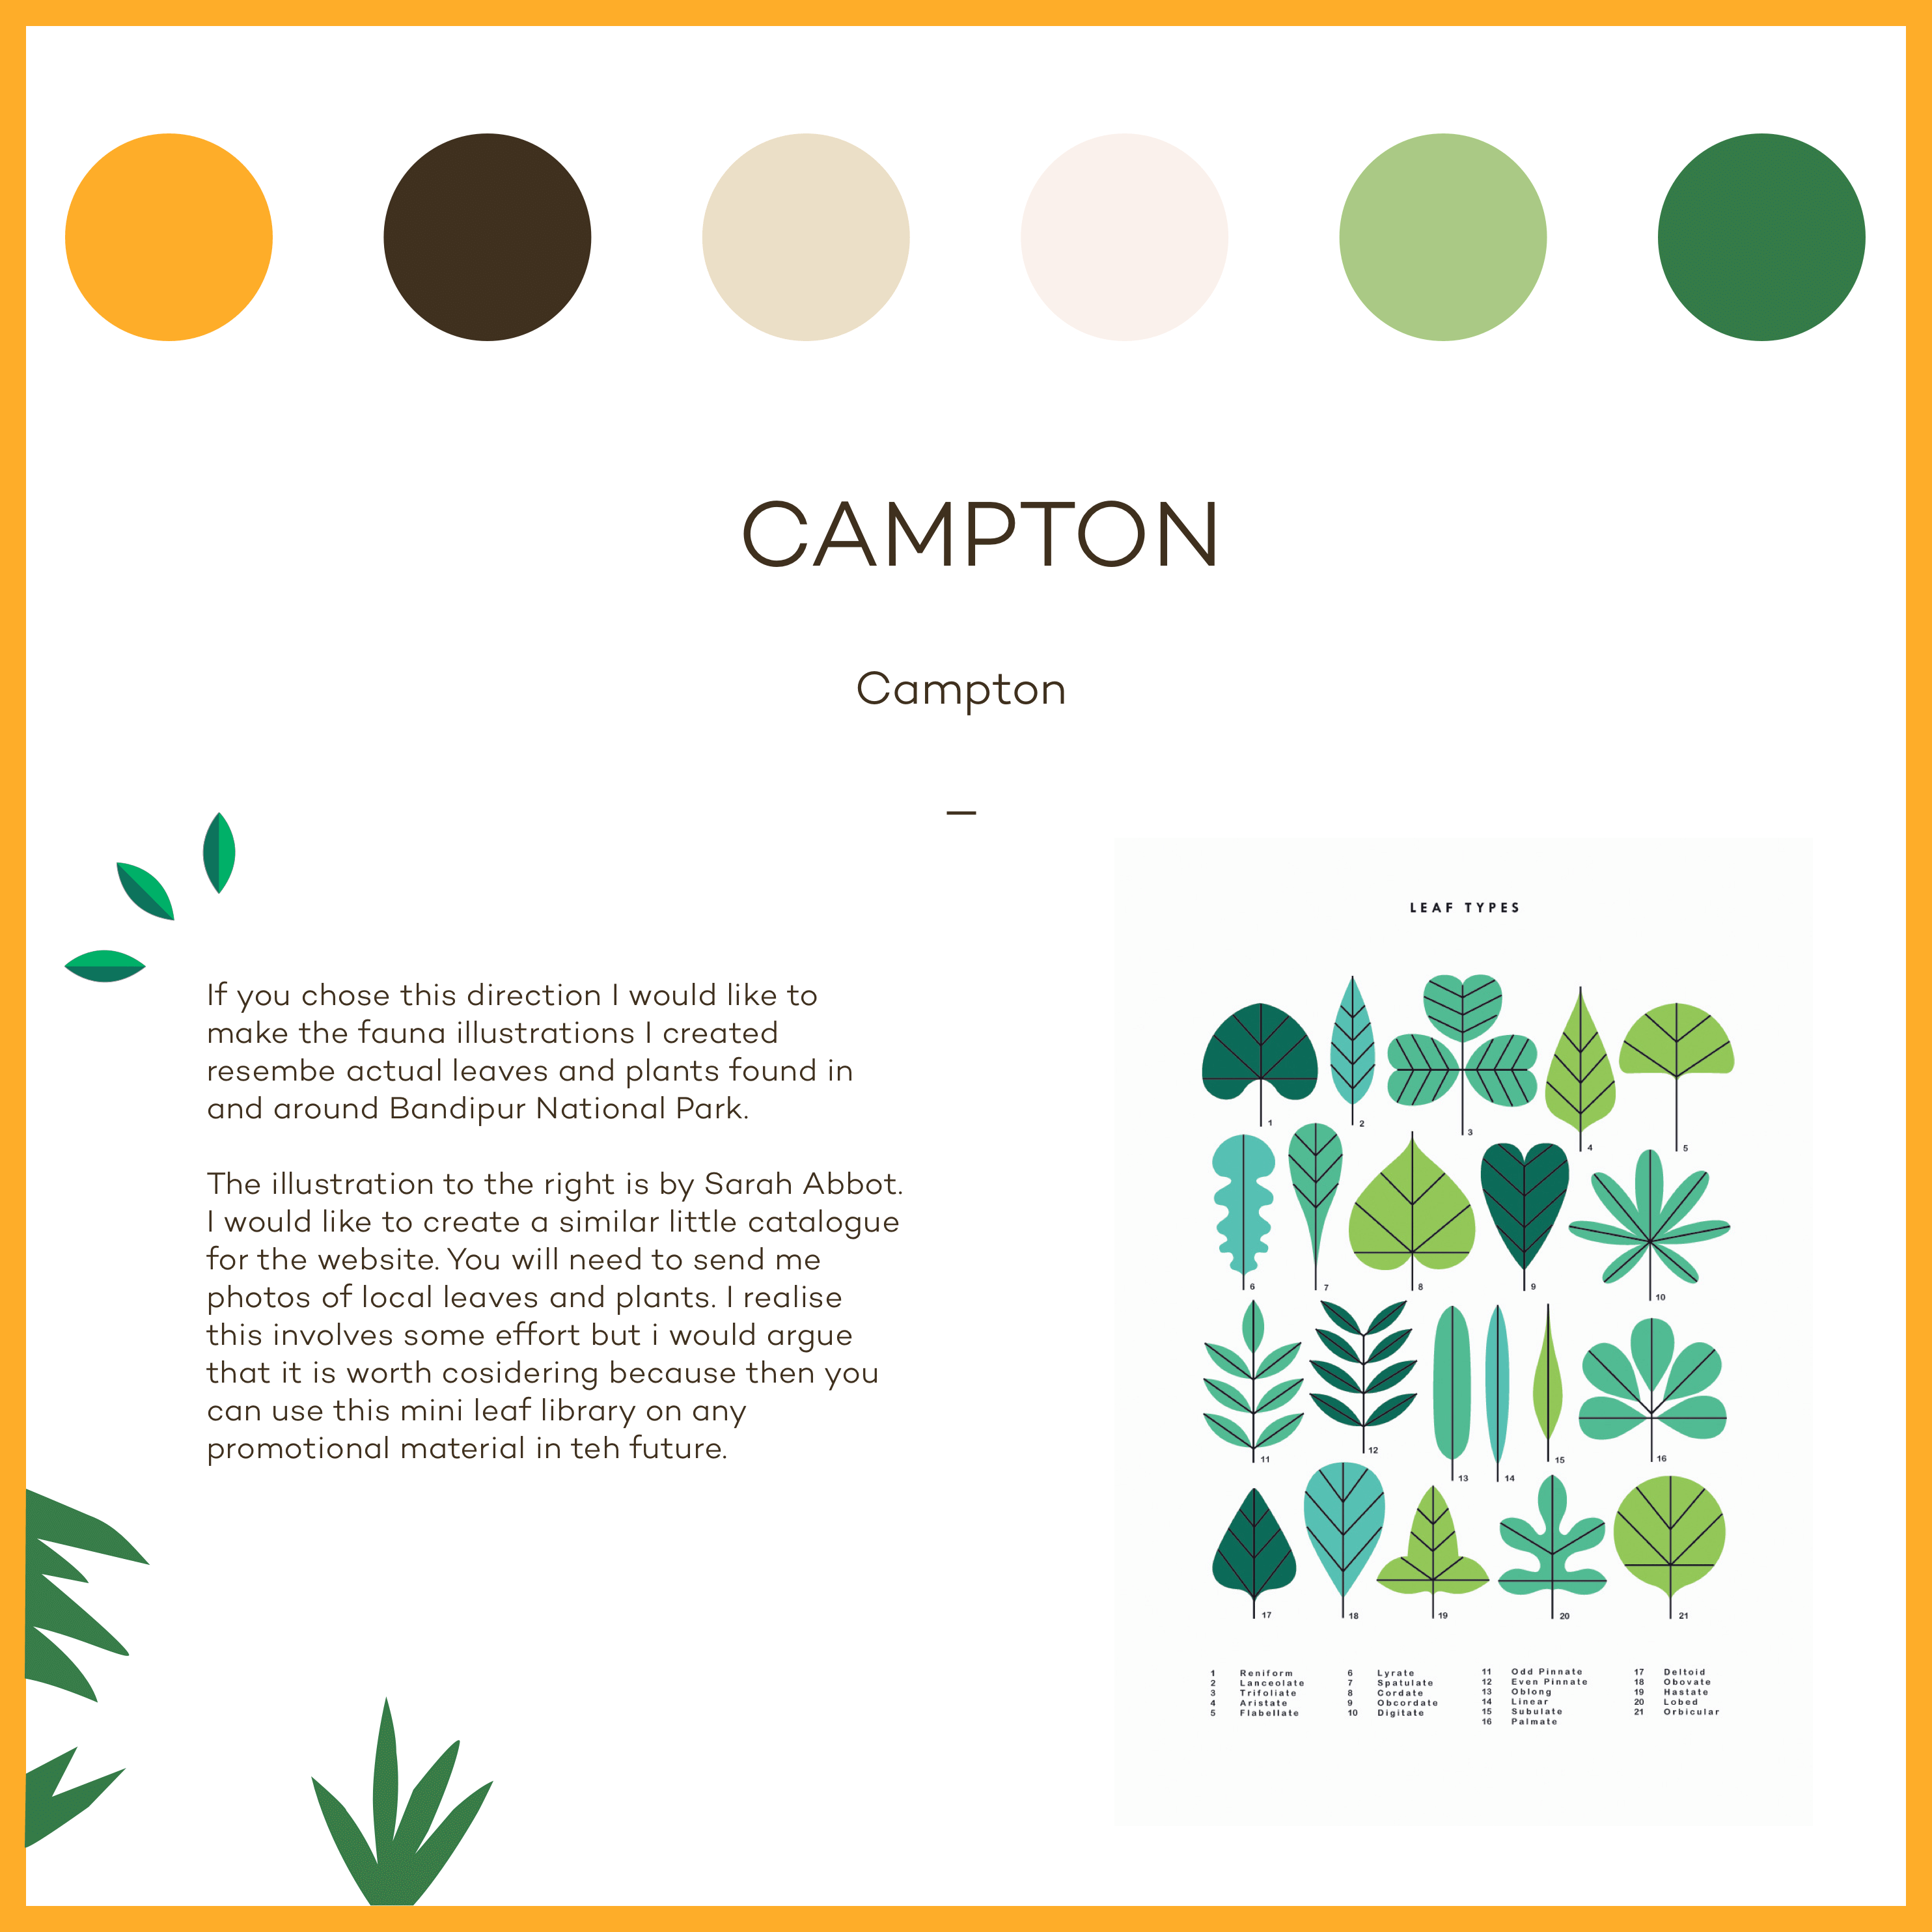 CAMPTON
Campton
—
If you chose this direction I would like to
make the fauna illustrations I created
resembe actual leaves and plants found in
and around Bandipur National Park.
The illustration to the right is by Sarah Abbot.
I would like to create a similar little catalogue
for the website. You will need to send me
photos of local leaves and plants. I realise
this involves some effort but i would argue
that it is worth cosidering because then you
can use this mini leaf library on any
promotional material in teh future.
LEAF TYPES
1
2
3
4
5
6
7
8
9
10
11
12
13
14
15
16
17
18
19
20
21
1 Reniform
2 Lanceolate
3 Trifoliate
4 Aristate
5 Flabellate
6 Lyrate
7 Spatulate
8 Cordate
9 Obcordate
10 Digitate
11 Odd Pinnate
12 Even Pinnate
13 Oblong
14 Linear
15 Subulate
16 Palmate
17 Deltoid
18 Obovate
19 Hastate
20 Lobed
21 Orbicular